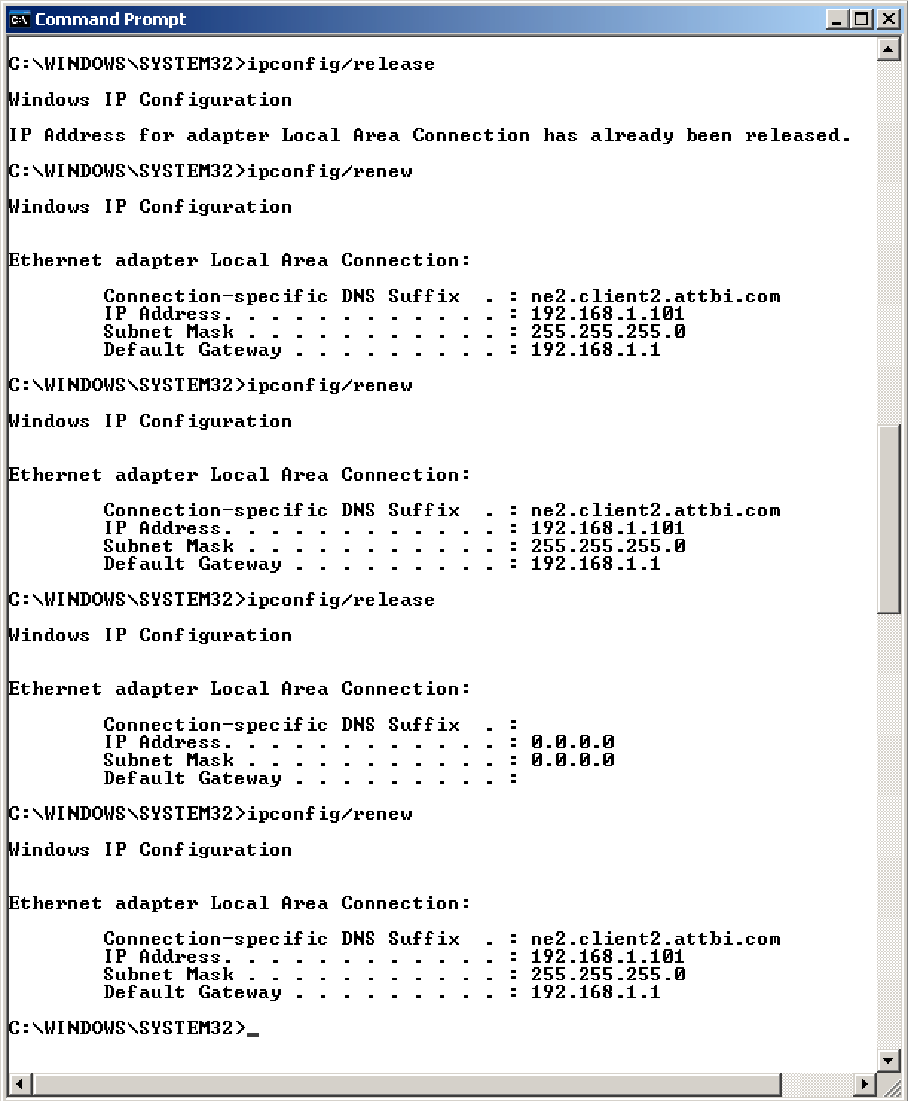 Command Prompt
C:\WINDOWS\SYSTEM32>ipconfig/release
Windows IP Configuration
IP Address for adapter Local Area Connection has already been released.
C:\WINDOWS\SYSTEM32>ipconfig/renew
Windows IP Configuration
Ethernet adapter Local Area Connection:
Connection-specific DNS Suffix  . : ne2.client2.attbi.com
IP Address. . . . . . . . . . . . : 192.168.1.101
Subnet Mask . . . . . . . . . . . : 255.255.255.0
Default Gateway . . . . . . . . . : 192.168.1.1
C:\WINDOWS\SYSTEM32>ipconfig/renew
Windows IP Configuration
Ethernet adapter Local Area Connection:
Connection-specific DNS Suffix  . : ne2.client2.attbi.com
IP Address. . . . . . . . . . . . : 192.168.1.101
Subnet Mask . . . . . . . . . . . : 255.255.255.0
Default Gateway . . . . . . . . . : 192.168.1.1
C:\WINDOWS\SYSTEM32>ipconfig/release
Windows IP Configuration
Ethernet adapter Local Area Connection:
Connection-specific DNS Suffix  . :
IP Address. . . . . . . . . . . . : 0.0.0.0
Subnet Mask . . . . . . . . . . . : 0.0.0.0
Default Gateway . . . . . . . . . :
C:\WINDOWS\SYSTEM32>ipconfig/renew
Windows IP Configuration
Ethernet adapter Local Area Connection:
Connection-specific DNS Suffix  . : ne2.client2.attbi.com
IP Address. . . . . . . . . . . . : 192.168.1.101
Subnet Mask . . . . . . . . . . . : 255.255.255.0
Default Gateway . . . . . . . . . : 192.168.1.1
C:\WINDOWS\SYSTEM32>_